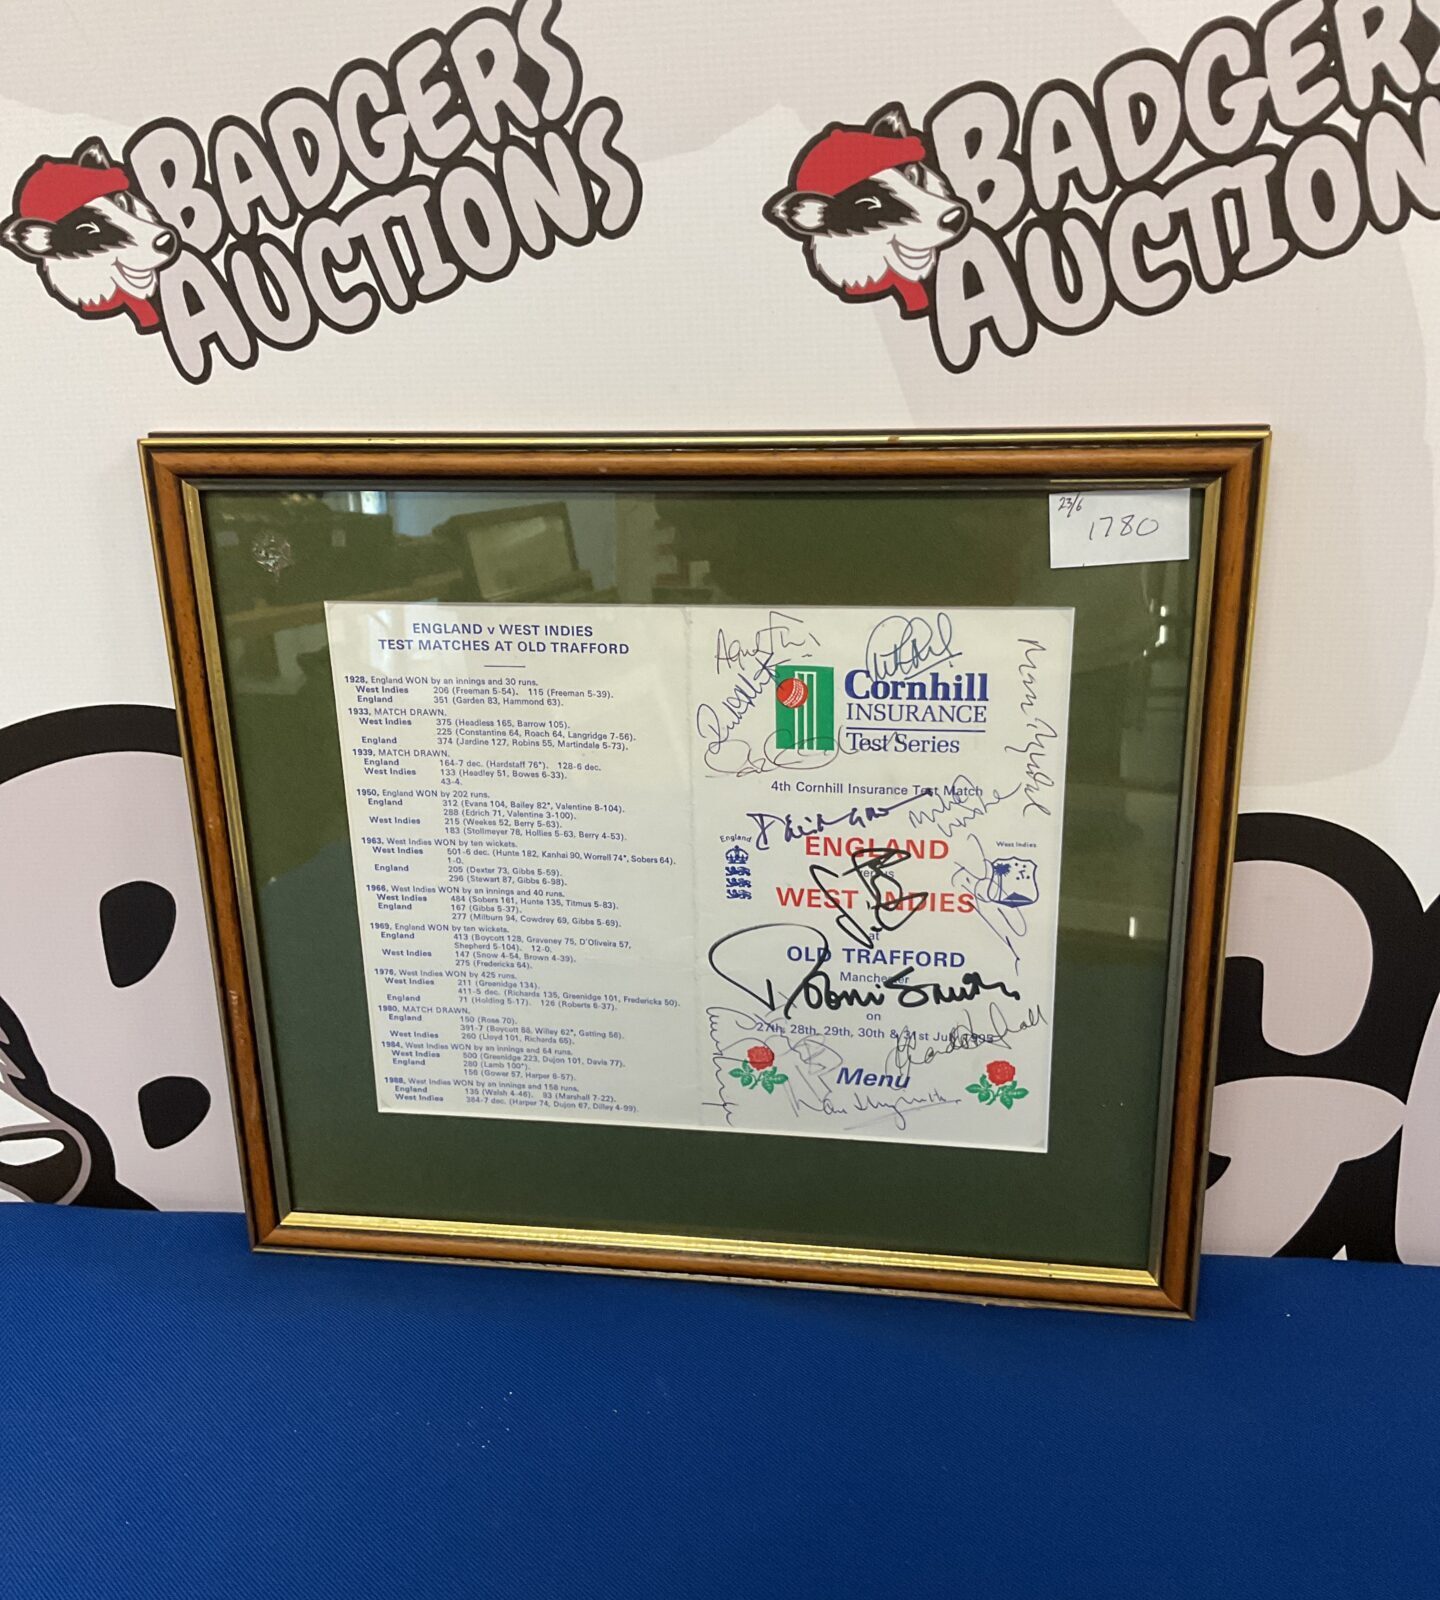 BADGERS
AUCTIONS
BADGERS
AUCTION
23/6
1780
ENGLAND v WEST INDIES
TEST MATCHES AT OLD TRAFFORD
1928, England WON by an innings and 30 runs.
West Indies 206 (Freeman 5-54). 115 (Freeman 5-39).
England 351 (Garden 83, Hammond 63).
1933, MATCH DRAWN.
West Indies 375 (Headless 165, Barrow 105).
225 (Constantine 64, Roach 64, Langridge 7-56).
England 374 (Jardine 127, Robins 55, Martindale 5-73).
1939, MATCH DRAWN.
England 164-7 dec. (Hardstaff 76*). 128-6 dec.
West Indies 133 (Headley 51, Bowes 6-33).
43-4.
1950, England WON by 202 runs.
England 312 (Evans 104, Bailey 82*, Valentine 8-104).
288 (Edrich 71, Valentine 3-100).
West Indies 215 (Weekes 52, Berry 5-63).
183 (Stollmeyer 78, Hollies 5-63, Berry 4-53).
1963, West Indies WON by ten wickets.
West Indies 501-6 dec. (Hunte 182, Kanhai 90, Worrell 74*, Sobers 64).
1-0.
England 205 (Dexter 73, Gibbs 5-59).
296 (Stewart 87, Gibbs 6-98).
1966, West Indies WON by an innings and 40 runs.
West Indies 484 (Sobers 161, Hunte 135, Titmus 5-83).
England 167 (Gibbs 5-37).
277 (Milburn 94, Cowdrey 69, Gibbs 5-69).
1969, England WON by ten wickets.
England 413 (Boycott 128, Graveney 75, D'Oliveira 57,
Shepherd 5-104). 12-0.
West Indies 147 (Snow 4-54, Brown 4-39).
275 (Fredericks 64).
1976, West Indies WON by 425 runs.
West Indies 211 (Greenidge 134).
411-5 dec. (Richards 135, Greenidge 101, Fredericks 50).
England 71 (Holding 5-17). 126 (Roberts 6-37).
1980, MATCH DRAWN.
England 150 (Rose 70).
391-7 (Boycott 86, Willey 62*, Gatting 56).
West Indies 260 (Lloyd 101, Richards 65).
1984, West Indies WON by an innings and 64 runs.
West Indies 500 (Greenidge 223, Dujon 101, Davis 77).
England 280 (Lamb 100*).
156 (Gower 57, Harper 6-57).
1988, West Indies WON by an innings and 156 runs.
England 135 (Walsh 4-46). 93 (Marshall 7-22).
West Indies 384-7 dec. (Harper 74, Dujon 67, Dilley 4-99).
Cornhill
INSURANCE
Test Series
4th Cornhill Insurance Test Match
England
ENGLAND
versus
West Indies
WEST INDIES
at
OLD TRAFFORD
Manchester
Robin Smith
on
27th, 28th, 29th, 30th & 31st July 1995
Menu